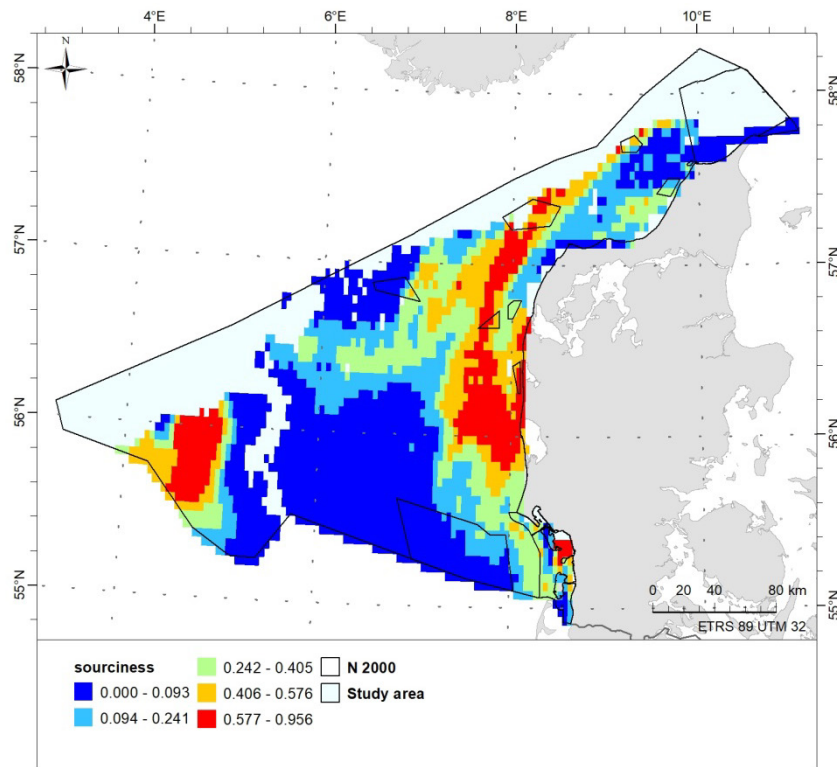 4°E 6°E 8°E 10°E
N
58°N 58°N
57°N 57°N
56°N 56°N
55°N 55°N
0 40 80 km
ETRS 89 UTM 32
sourciness 0.242 - 0.405 N 2000
0.000 - 0.093 0.406 - 0.576 Study area
0.094 - 0.241 0.577 - 0.956